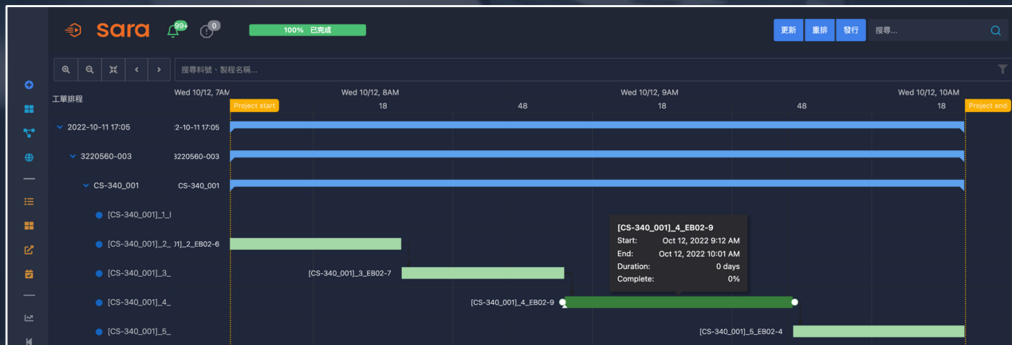 sara
99+
0
100% 已完成
更新
重排
發行
搜尋...
搜尋料號、製程名稱...
工單排程
Wed 10/12, 7AM
Wed 10/12, 8AM
Wed 10/12, 9AM
Wed 10/12, 10AM
Project start
18
48
18
48
Project end
2022-10-11 17:05
2-10-11 17:05
3220560-003
3220560-003
CS-340_001
CS-340_001
[CS-340_001]_1_
[CS-340_001]_2_
)1]_2_EB02-6
[CS-340_001]_3_
[CS-340_001]_3_EB02-7
[CS-340_001]_4_
[CS-340_001]_4_EB02-9
[CS-340_001]_4_EB02-9
Start: Oct 12, 2022 9:12 AM
End: Oct 12, 2022 10:01 AM
Duration: 0 days
Complete: 0%
[CS-340_001]_5_
[CS-340_001]_5_EB02-4